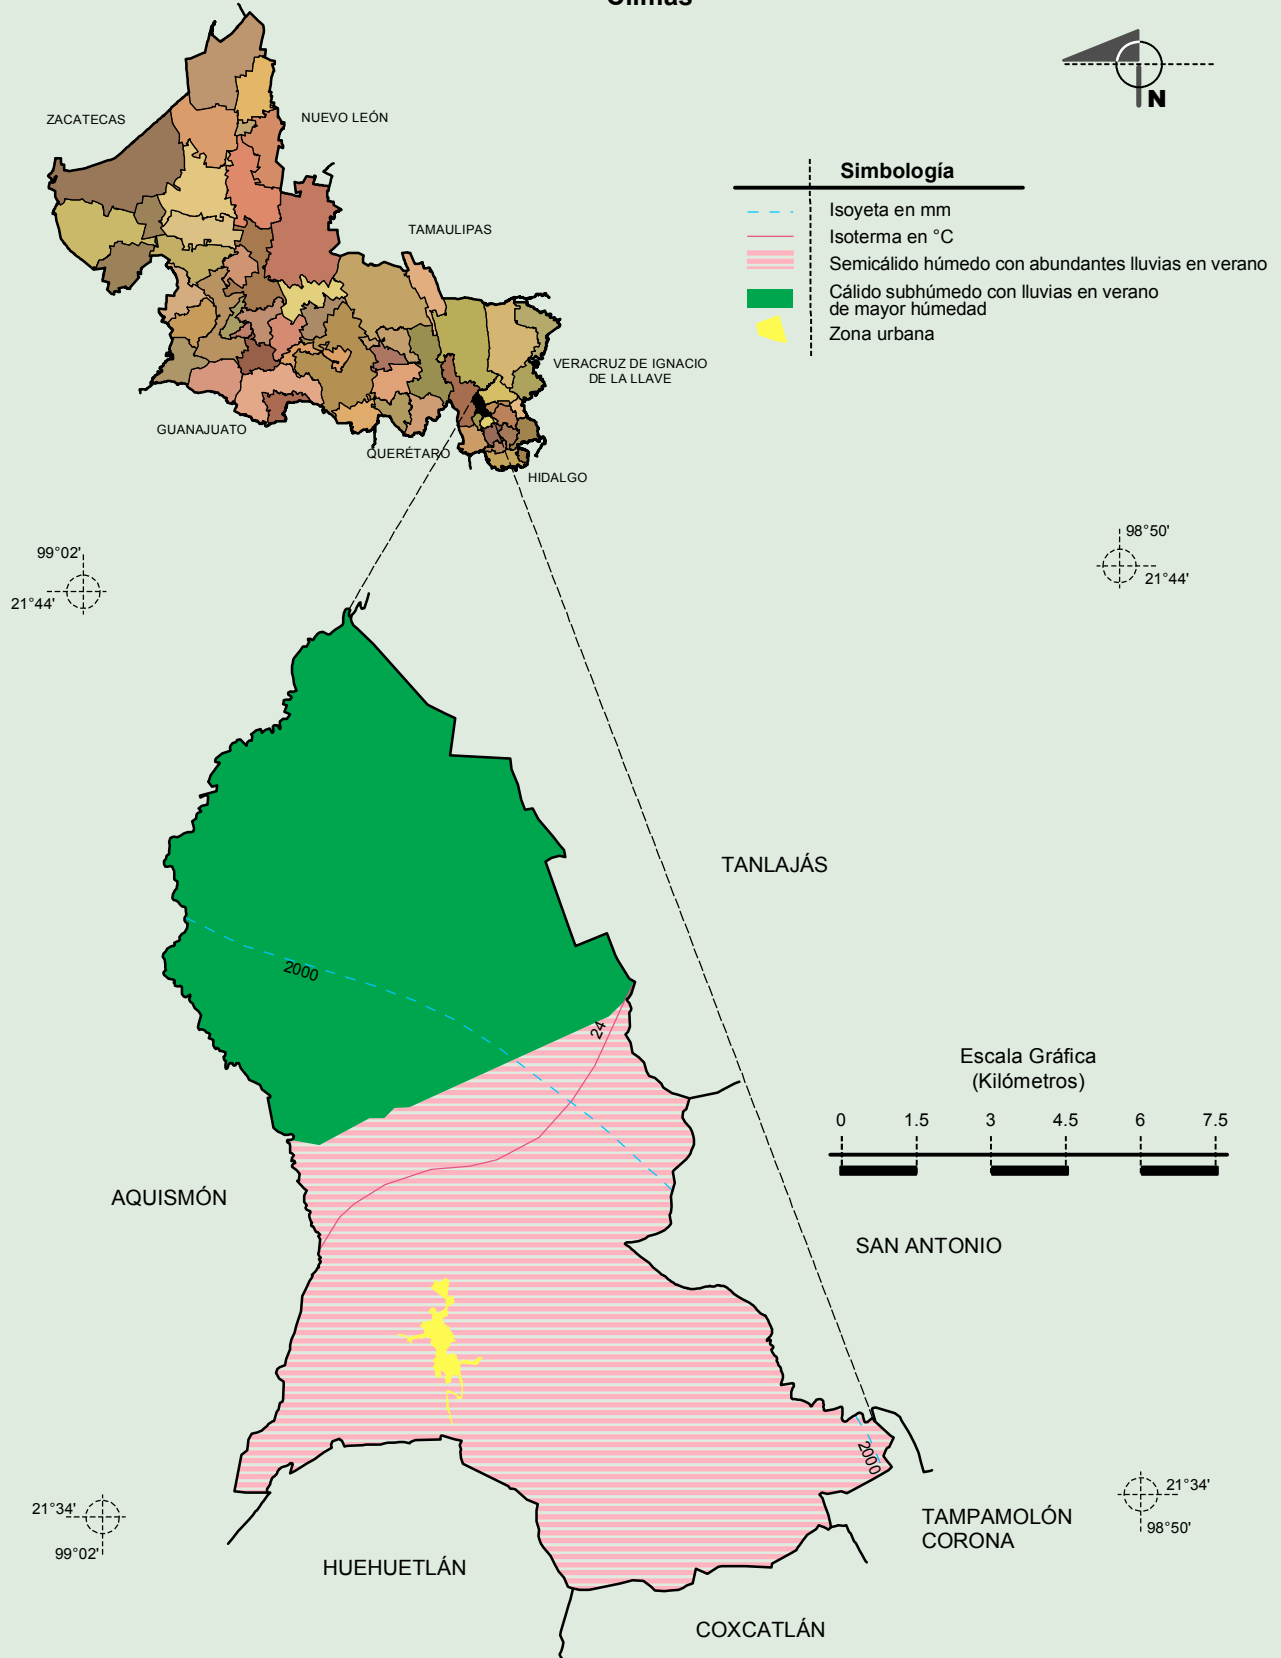 Climas
N
ZACATECAS
NUEVO LEÓN
TAMAULIPAS
VERACRUZ DE IGNACIO
DE LA LLAVE
GUANAJUATO
QUERÉTARO
HIDALGO
Simbología
Isoyeta en mm
Isoterma en °C
Semicálido húmedo con abundantes lluvias en verano
Cálido subhúmedo con lluvias en verano
de mayor húmedad
Zona urbana
99°02'
21°44'
98°50'
21°44'
TANLAJÁS
2000
24
Escala Gráfica
(Kilómetros)
0 1.5 3 4.5 6 7.5
AQUISMÓN
SAN ANTONIO
2000
21°34'
99°02'
21°34'
98°50'
TAMPAMOLÓN
CORONA
HUEHUETLÁN
COXCATLÁN